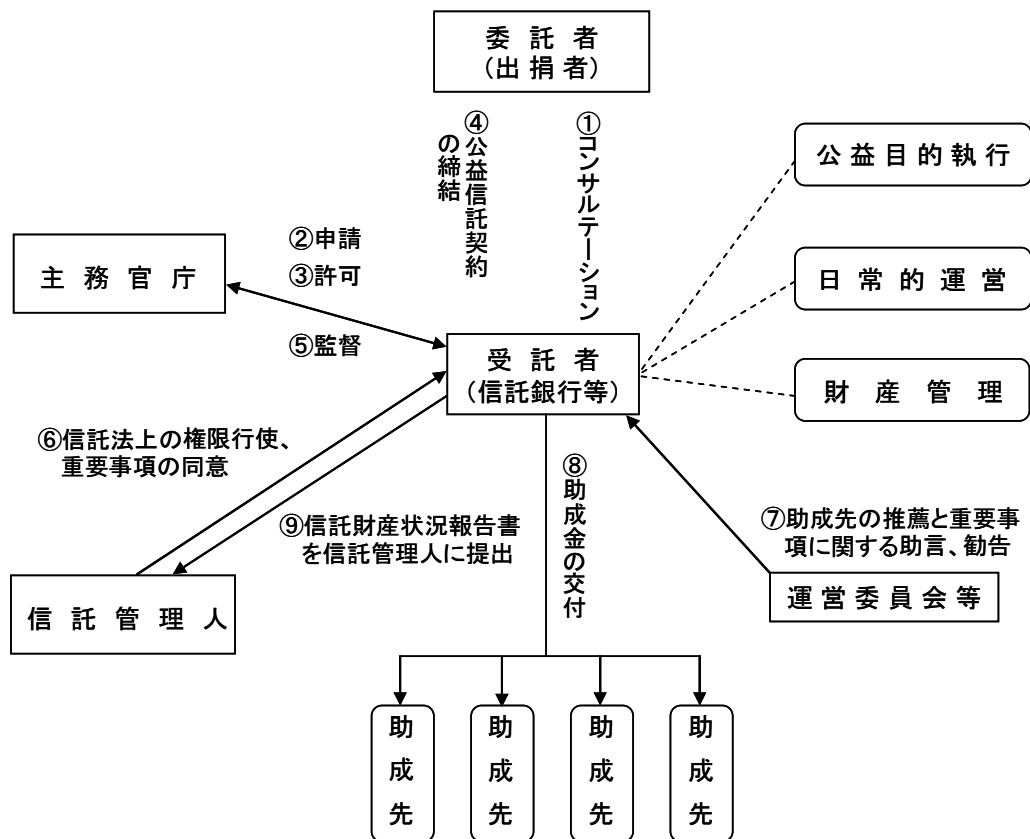 委託者
(出捐者)
④公益信託契約
の締結
①コンサルテーション
公益目的執行
日常的運営
財産管理
主務官庁
②申請
③許可
⑤監督
受託者
(信託銀行等)
⑥信託法上の権限行使、
重要事項の同意
⑨信託財産状況報告書
を信託管理人に提出
⑧助成金の交付
⑦助成先の推薦と重要事
項に関する助言、勧告
信託管理人
運営委員会等
助成先
助成先
助成先
助成先